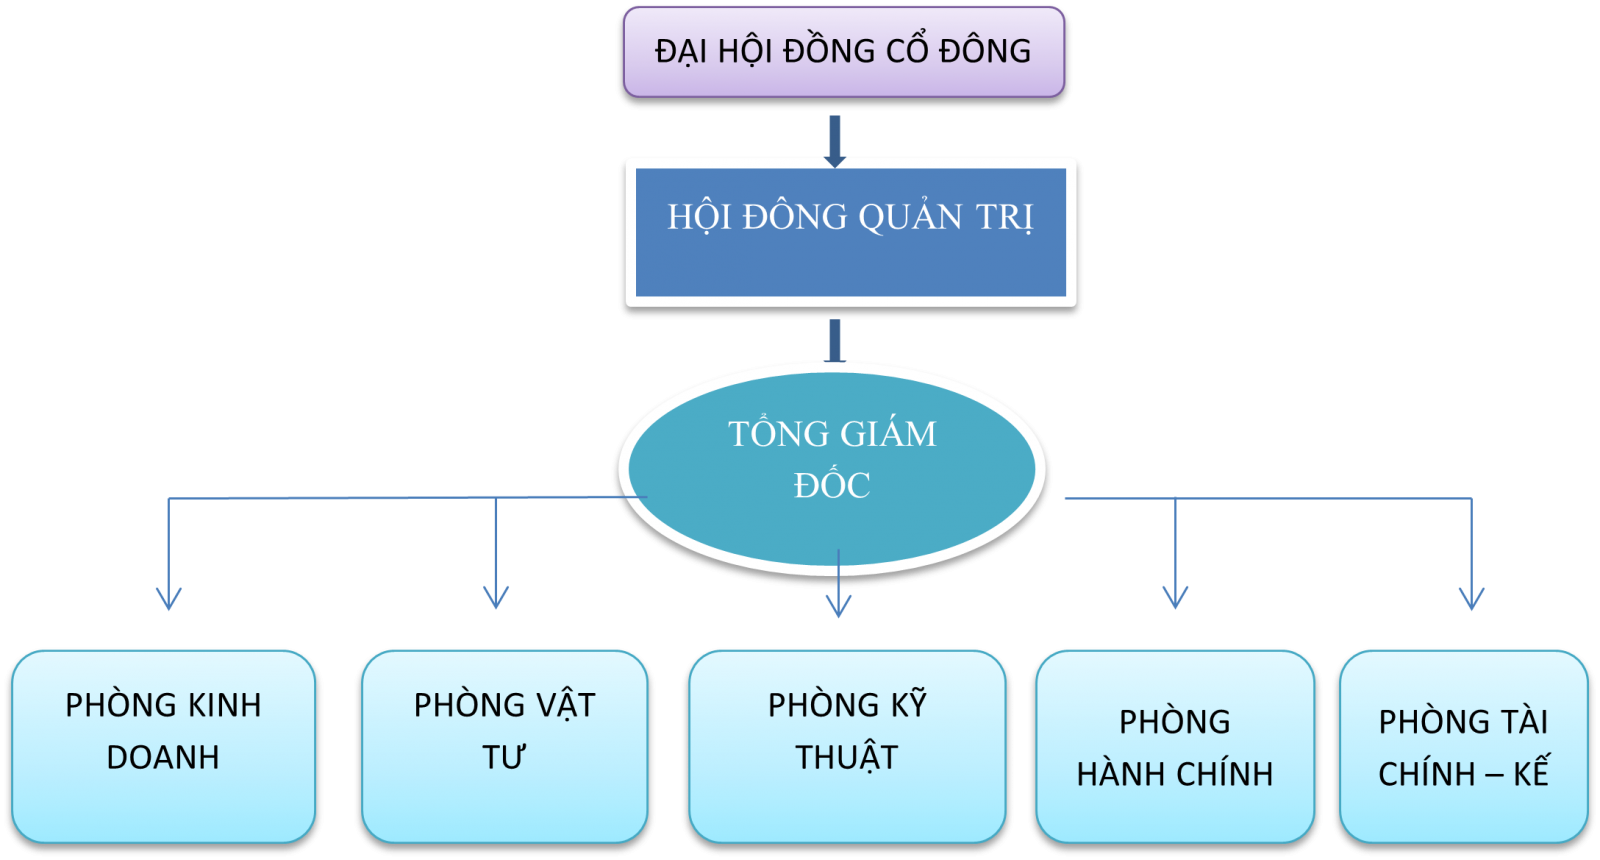 ĐẠI HỘI ĐỒNG CỔ ĐÔNG
HỘI ĐÔNG QUẢN TRỊ
TỔNG GIÁM
ĐỐC
PHÒNG KINH
DOANH
PHÒNG VẬT
TƯ
PHÒNG KỸ
THUẬT
PHÒNG
HÀNH CHÍNH
PHÒNG TÀI
CHÍNH – KẾ